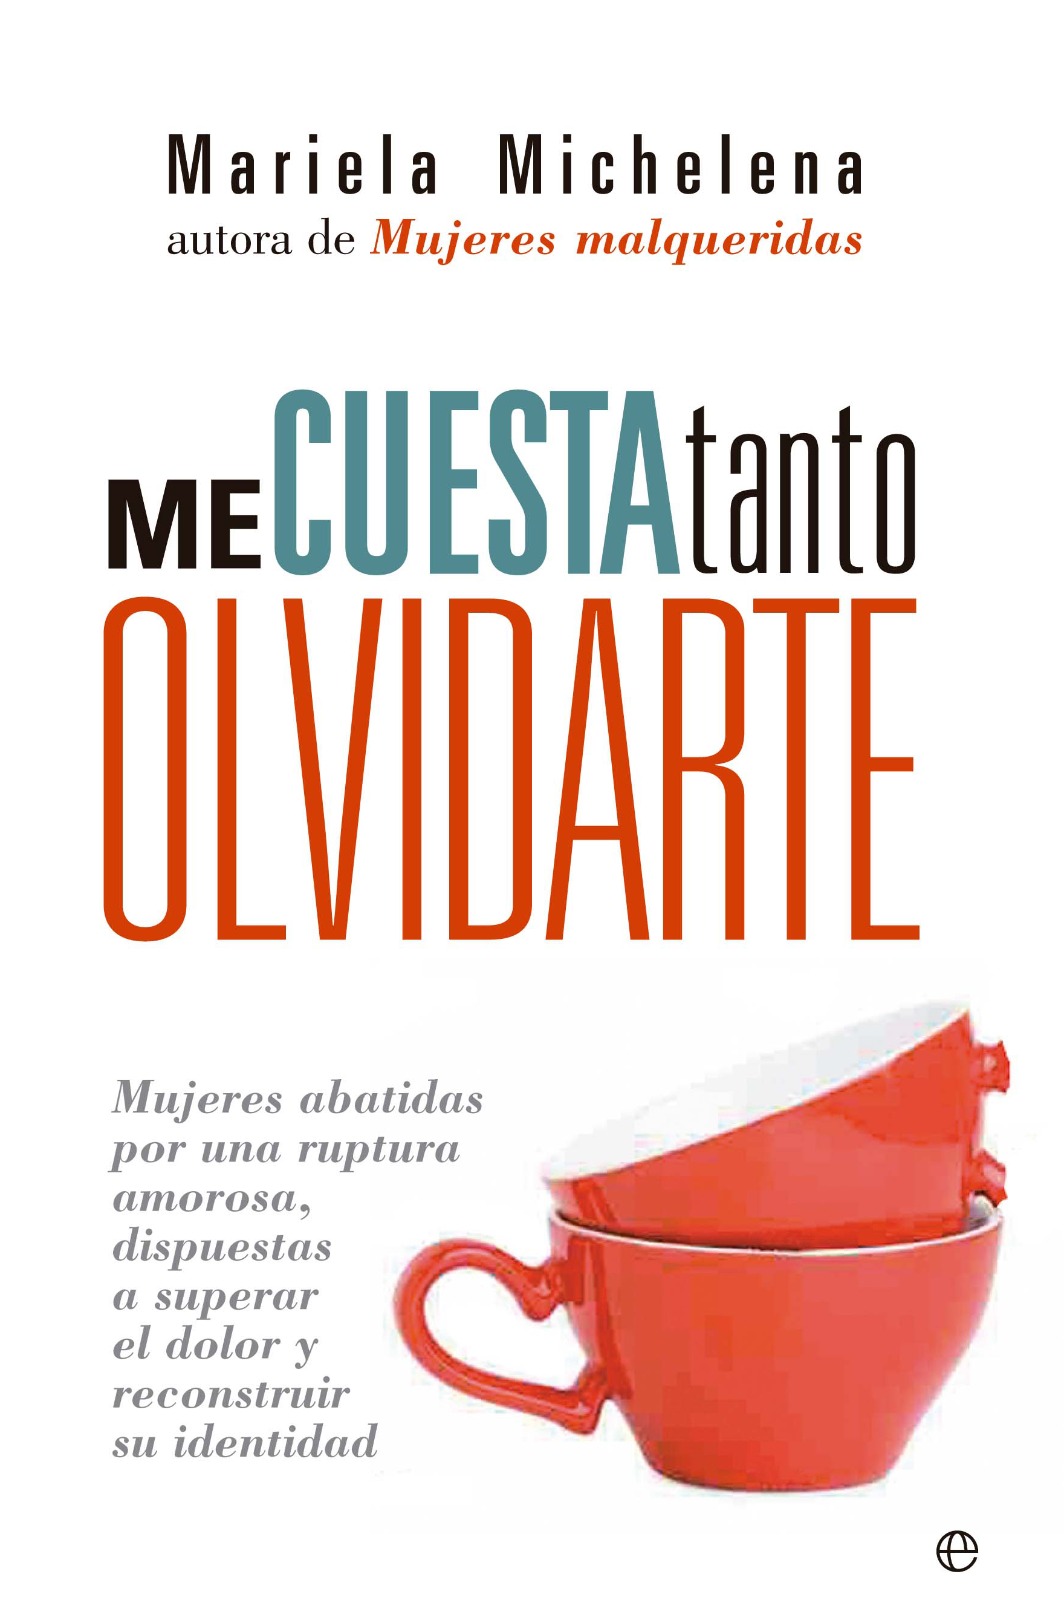 Mariela Michelena
autora de Mujeres malqueridas
ME CUESTA tanto
OLVIDARTE
Mujeres abatidas
por una ruptura
amorosa,
dispuestas
a superar
el dolor y
reconstruir
su identidad